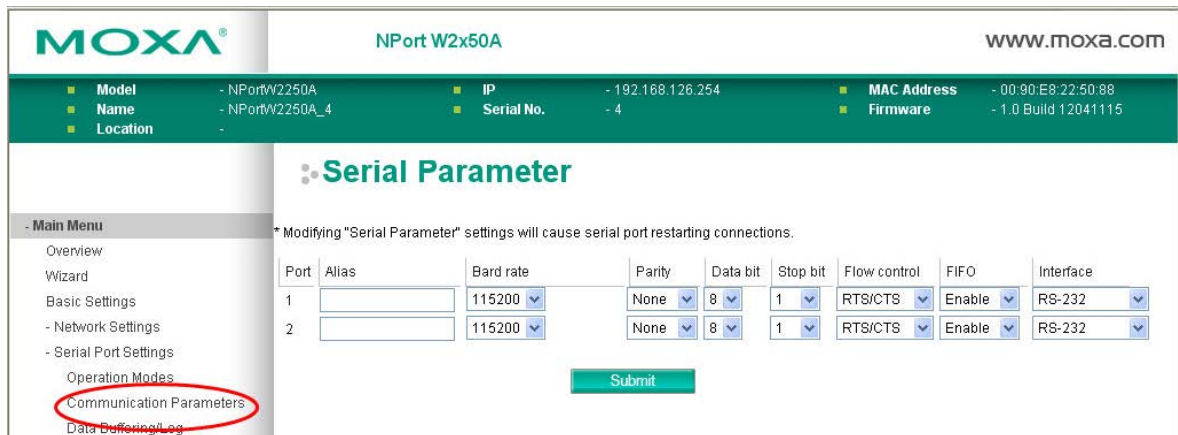 MOXA® NPort W2x50A www.moxa.com
Model - NPortW2250A IP - 192.168.126.254 MAC Address - 00:90:E8:22:50:88
Name - NPortW2250A_4 Serial No. - 4 Firmware - 1.0 Build 12041115
Location -
Serial Parameter
- Main Menu
* Modifying "Serial Parameter" settings will cause serial port restarting connections.
Overview
Wizard
Basic Settings
- Network Settings
- Serial Port Settings
Operation Modes
Communication Parameters
Data Buffering/Log
Port Alias Bard rate Parity Data bit Stop bit Flow control FIFO Interface
1 115200 None 8 1 RTS/CTS Enable RS-232
2 115200 None 8 1 RTS/CTS Enable RS-232
Submit